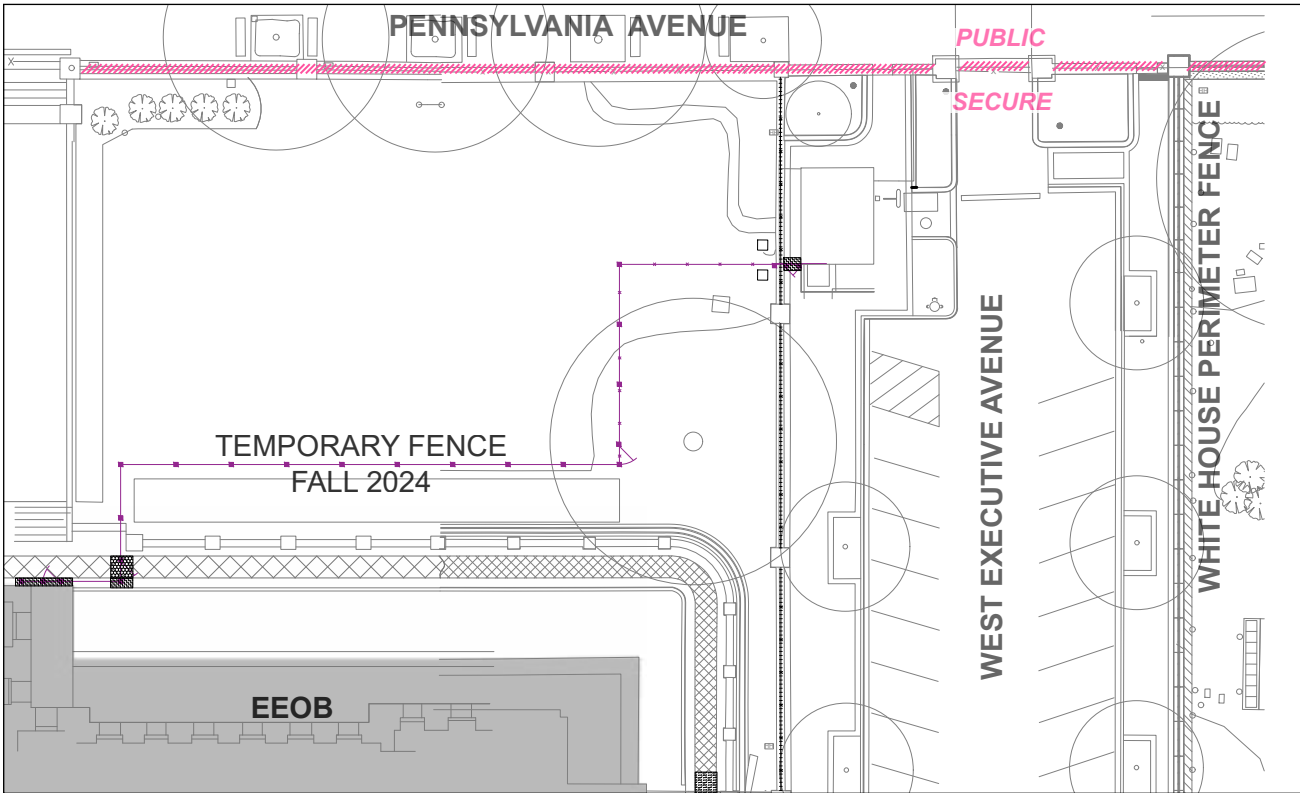 PENNSYLVANIA AVENUE
PUBLIC
SECURE
WHITE HOUSE PERIMETER FENCE
WEST EXECUTIVE AVENUE
TEMPORARY FENCE
FALL 2024
EEOB